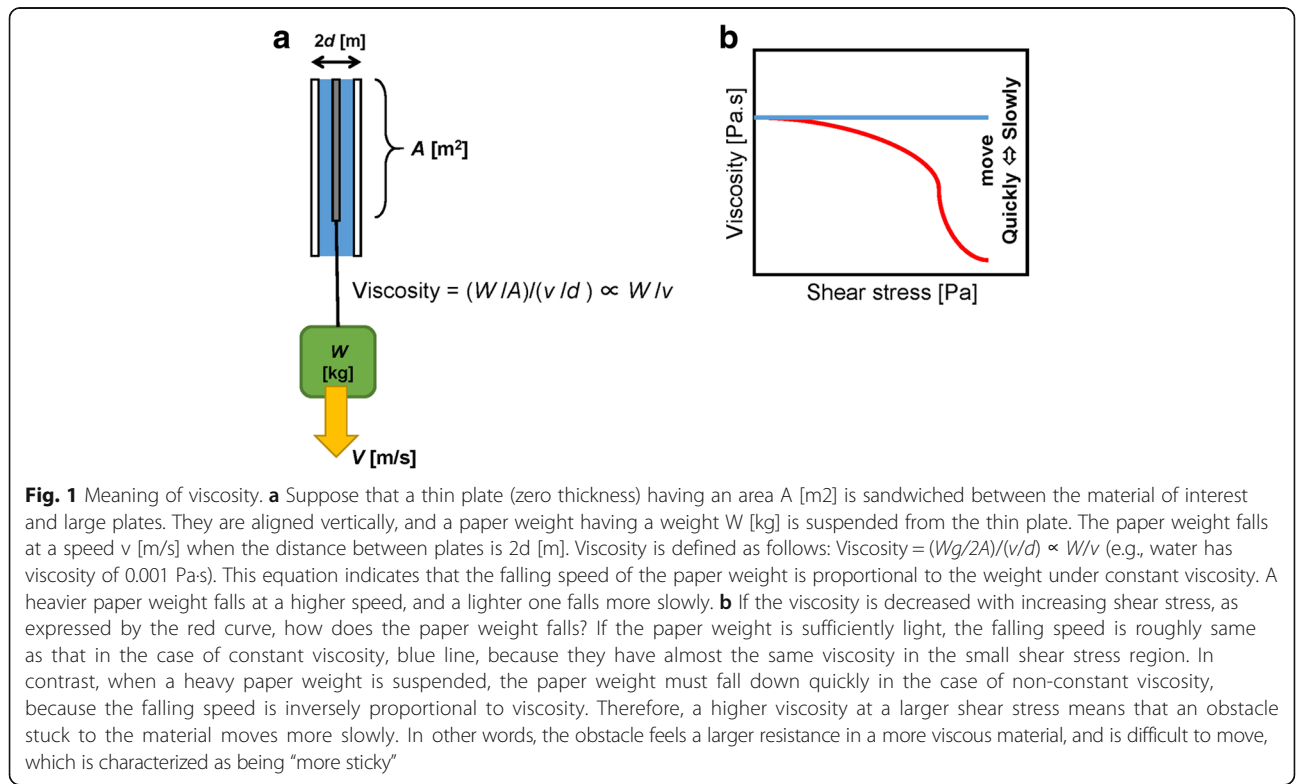 a
2d [m]
A [m²]
Viscosity = (W/A)/(v/d) ∝ W/v
W
[kg]
V [m/s]
b
Viscosity [Pa.s]
Shear stress [Pa]
move
Quickly ⇔ Slowly
Fig. 1 Meaning of viscosity. a Suppose that a thin plate (zero thickness) having an area A [m2] is sandwiched between the material of interest
and large plates. They are aligned vertically, and a paper weight having a weight W [kg] is suspended from the thin plate. The paper weight falls
at a speed v [m/s] when the distance between plates is 2d [m]. Viscosity is defined as follows: Viscosity = (Wg/2A)/(v/d) ∝ W/v (e.g., water has
viscosity of 0.001 Pa·s). This equation indicates that the falling speed of the paper weight is proportional to the weight under constant viscosity. A
heavier paper weight falls at a higher speed, and a lighter one falls more slowly. b If the viscosity is decreased with increasing shear stress, as
expressed by the red curve, how does the paper weight falls? If the paper weight is sufficiently light, the falling speed is roughly same
as that in the case of constant viscosity, blue line, because they have almost the same viscosity in the small shear stress region. In
contrast, when a heavy paper weight is suspended, the paper weight must fall down quickly in the case of non-constant viscosity,
because the falling speed is inversely proportional to viscosity. Therefore, a higher viscosity at a larger shear stress means that an obstacle
stuck to the material moves more slowly. In other words, the obstacle feels a larger resistance in a more viscous material, and is difficult to move,
which is characterized as being “more sticky”